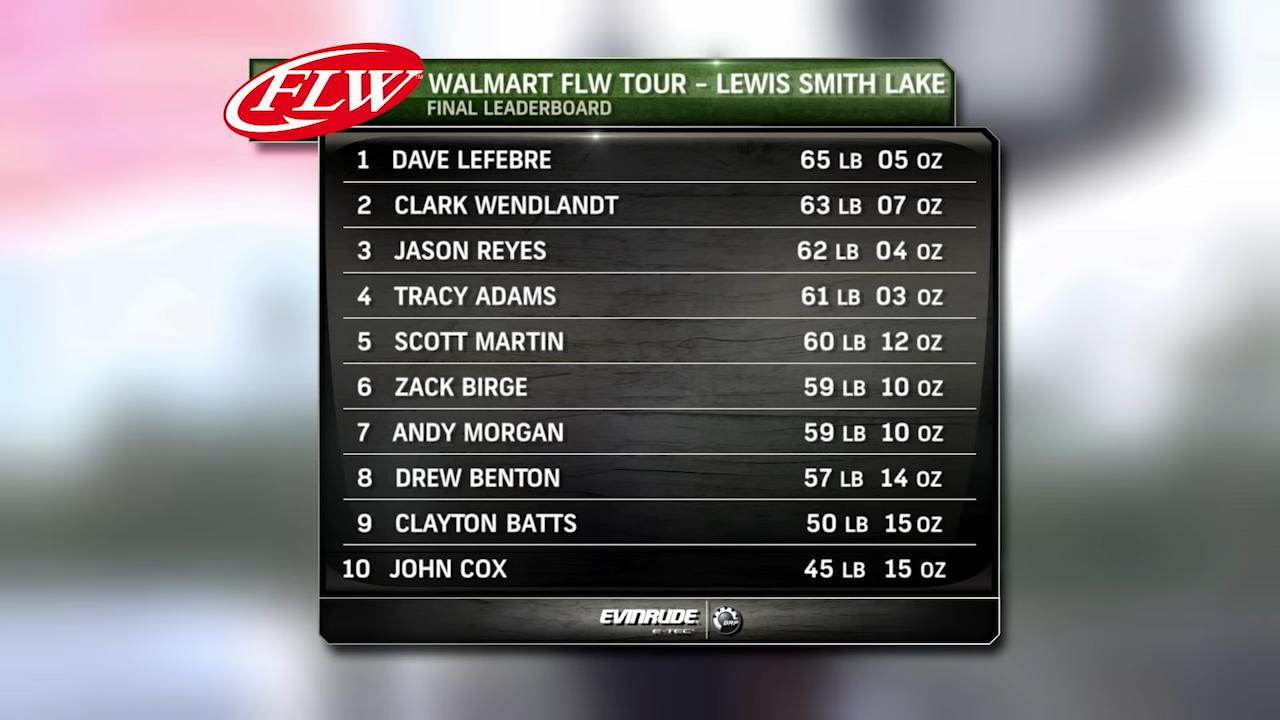 FLW
WALMART FLW TOUR - LEWIS SMITH LAKE
FINAL LEADERBOARD
1 DAVE LEFEBRE 65 LB 05 OZ
2 CLARK WENDLANDT 63 LB 07 OZ
3 JASON REYES 62 LB 04 OZ
4 TRACY ADAMS 61 LB 03 OZ
5 SCOTT MARTIN 60 LB 12 OZ
6 ZACK BIRGE 59 LB 10 OZ
7 ANDY MORGAN 59 LB 10 OZ
8 DREW BENTON 57 LB 14 OZ
9 CLAYTON BATTS 50 LB 15 OZ
10 JOHN COX 45 LB 15 OZ
EVINRUDE BRP
E-TEC